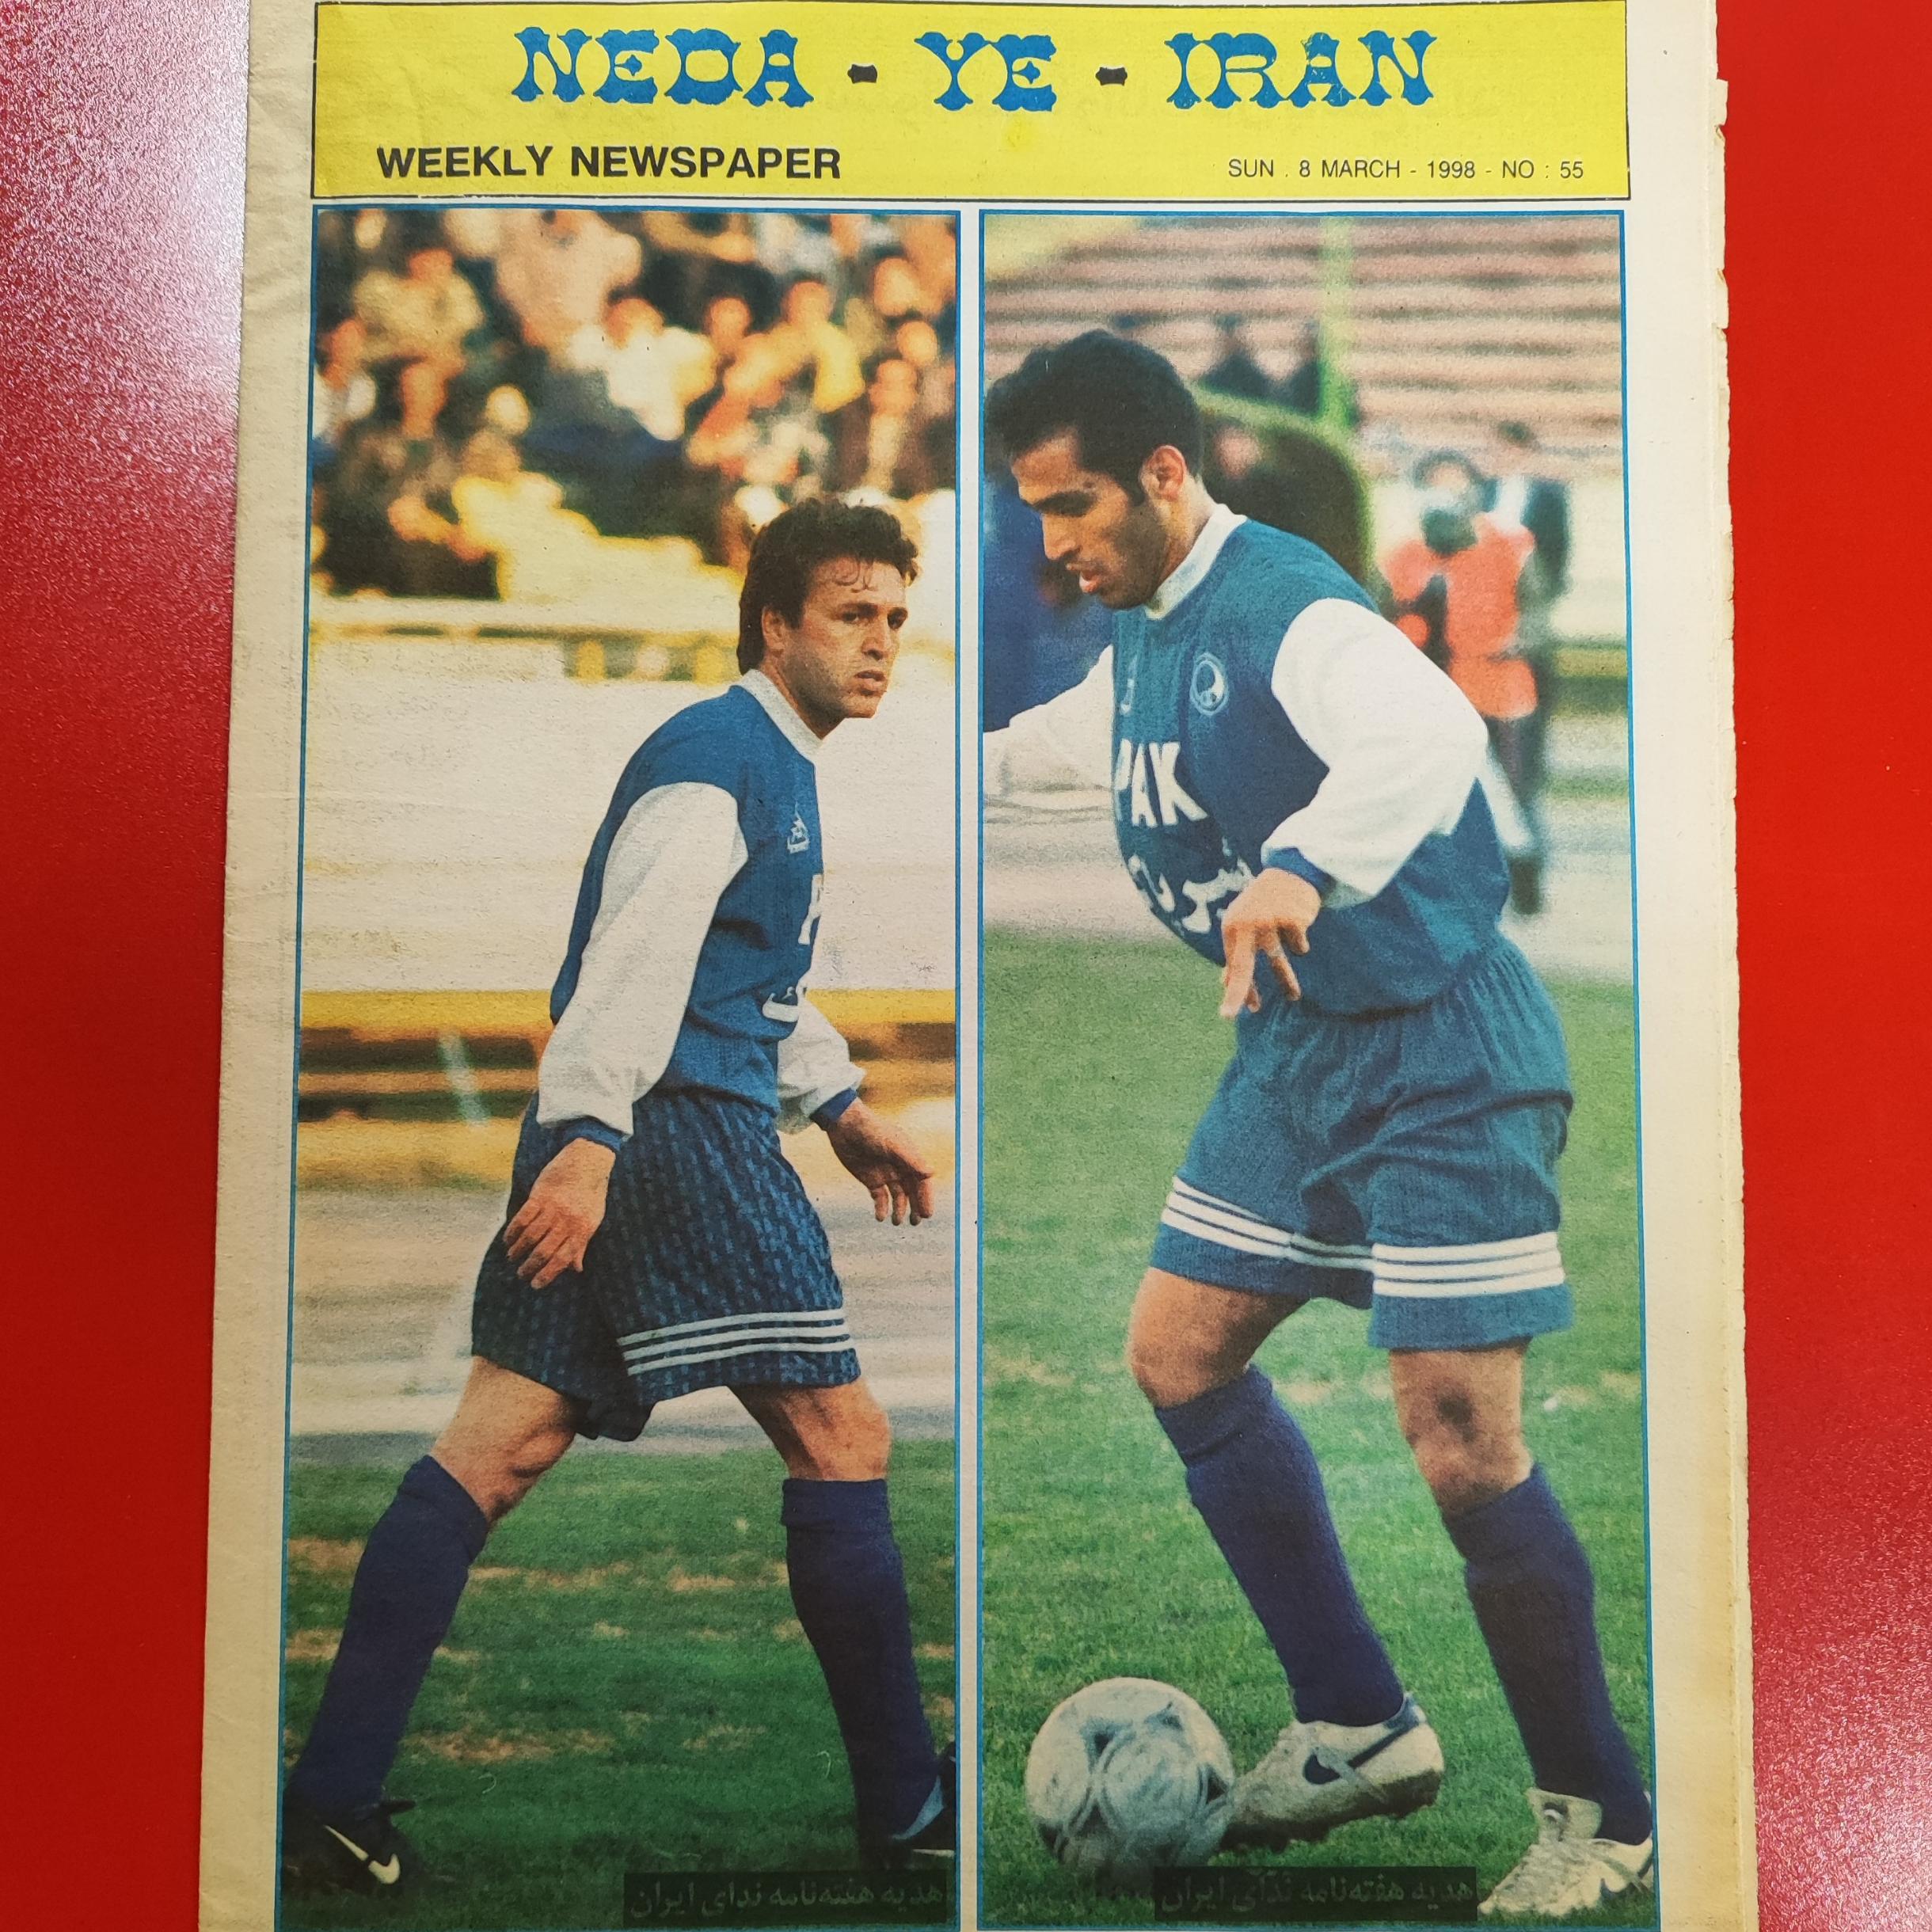 NEDA - YE - IRAN
WEEKLY NEWSPAPER
SUN . 8 MARCH - 1998 - NO : 55
PAK
هدیه هفته‌نامه ندای ایران
هدیه هفته‌نامه ندای ایران